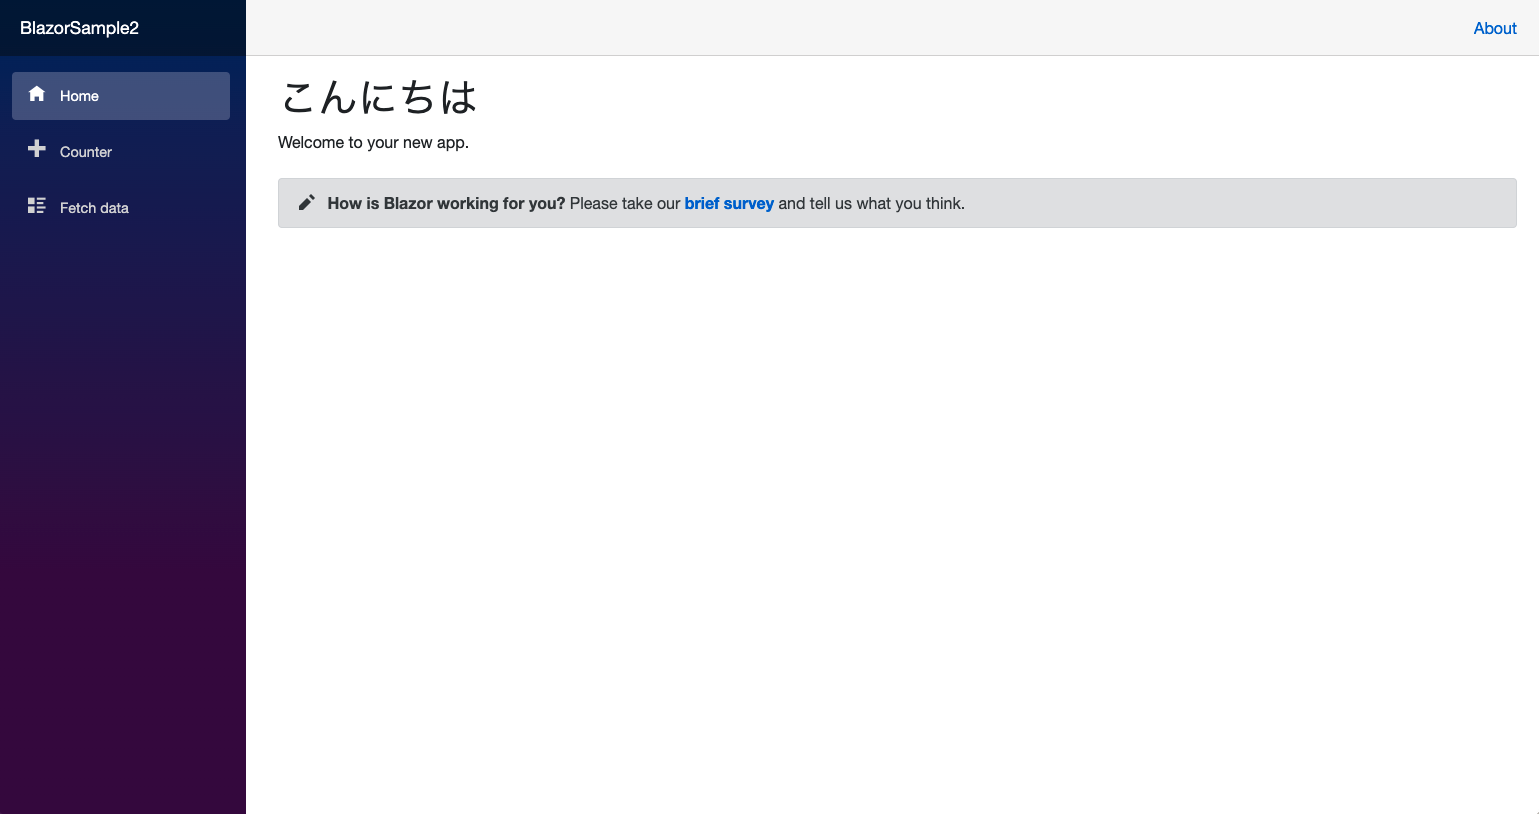 BlazorSample2
About
Home
Counter
Fetch data
こんにちは
Welcome to your new app.
How is Blazor working for you? Please take our brief survey and tell us what you think.